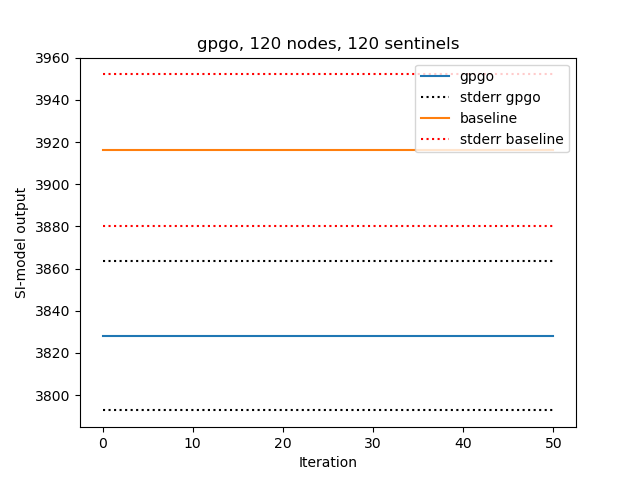 gpgo, 120 nodes, 120 sentinels
3960
3940
3920
3900
3880
3860
3840
3820
3800
SI-model output
gpgo
stderr gpgo
baseline
stderr baseline
0 10 20 30 40 50
Iteration